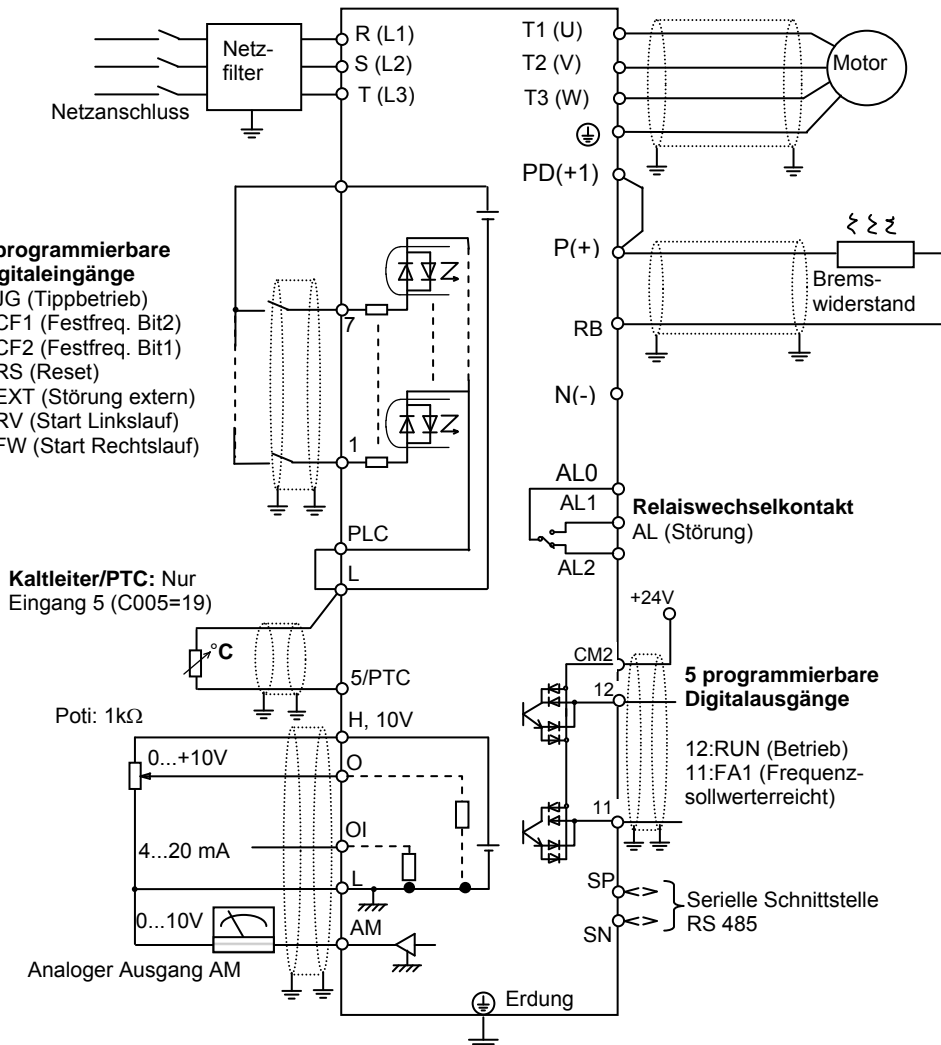 R (L1)
S (L2)
T (L3)
Netz-
filter
Netzanschluss
T1 (U)
T2 (V)
T3 (W)
Motor
PD(+1)
P(+)
RB
N(-)
Brems-
widerstand
programmierbare
gitaleingänge
JG (Tippbetrieb)
CF1 (Festfreq. Bit2)
CF2 (Festfreq. Bit1)
RS (Reset)
EXT (Störung extern)
RV (Start Linkslauf)
FW (Start Rechtslauf)
7
1
PLC
L
AL0
AL1
AL2
Relaiswechselkontakt
AL (Störung)
Kaltleiter/PTC: Nur
Eingang 5 (C005=19)
°C
5/PTC
+24V
CM2
12
11
5 programmierbare
Digitalausgänge
12:RUN (Betrieb)
11:FA1 (Frequenz-
sollwerterreicht)
Poti: 1kΩ
H, 10V
0...+10V
O
OI
4...20 mA
L
0...10V
AM
Analoger Ausgang AM
SP
SN
Serielle Schnittstelle
RS 485
Erdung